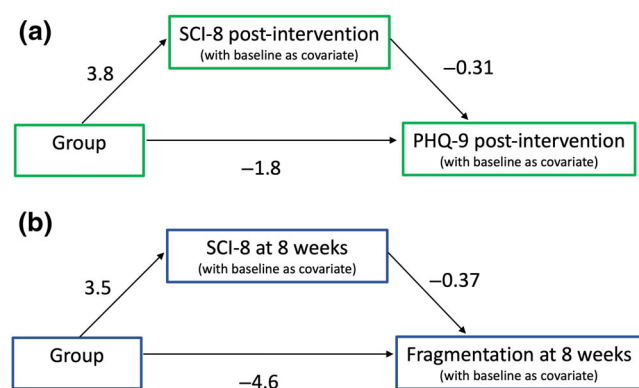 (a)
SCI-8 post-intervention
(with baseline as covariate)
3.8
−0.31
Group
PHQ-9 post-intervention
(with baseline as covariate)
−1.8
(b)
SCI-8 at 8 weeks
(with baseline as covariate)
3.5
−0.37
Group
Fragmentation at 8 weeks
(with baseline as covariate)
−4.6